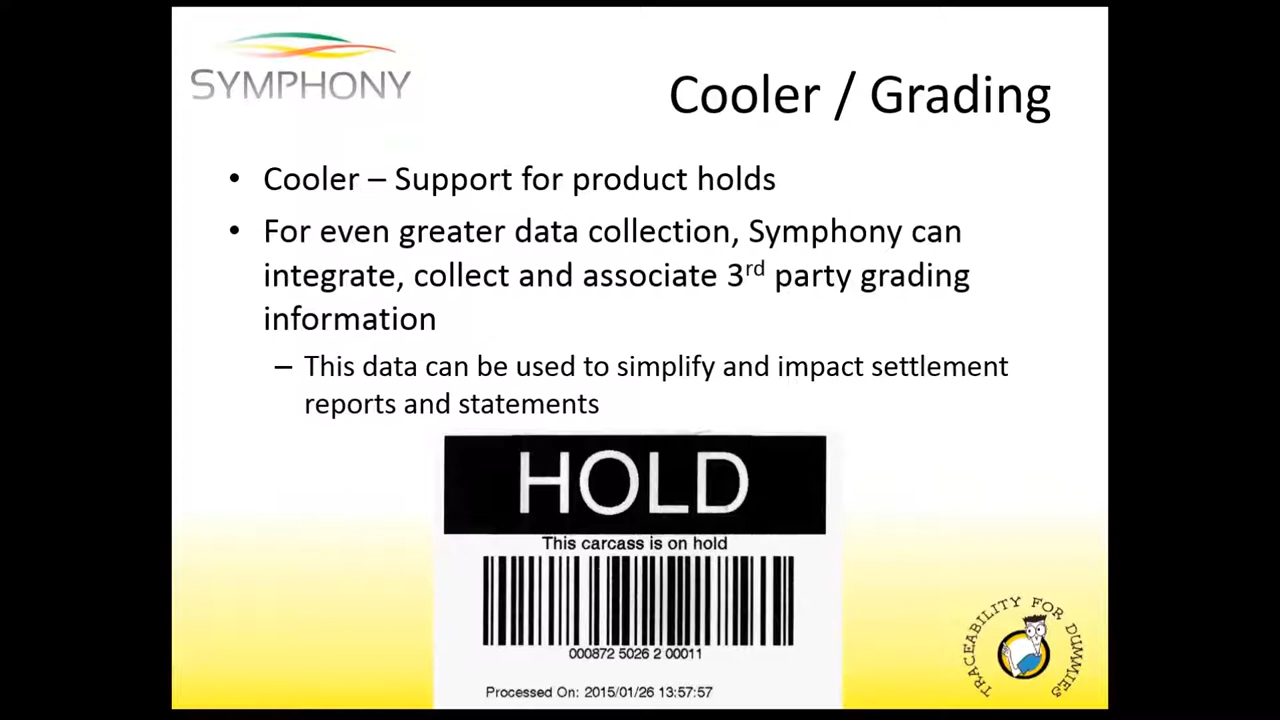 SYMPHONY
Cooler / Grading
• Cooler – Support for product holds
• For even greater data collection, Symphony can
integrate, collect and associate 3rd party grading
information
– This data can be used to simplify and impact settlement
reports and statements
HOLD
This carcass is on hold
000872 5026 2 00011
Processed On: 2015/01/26 13:57:57
TRACEABILITY FOR DUMMIES